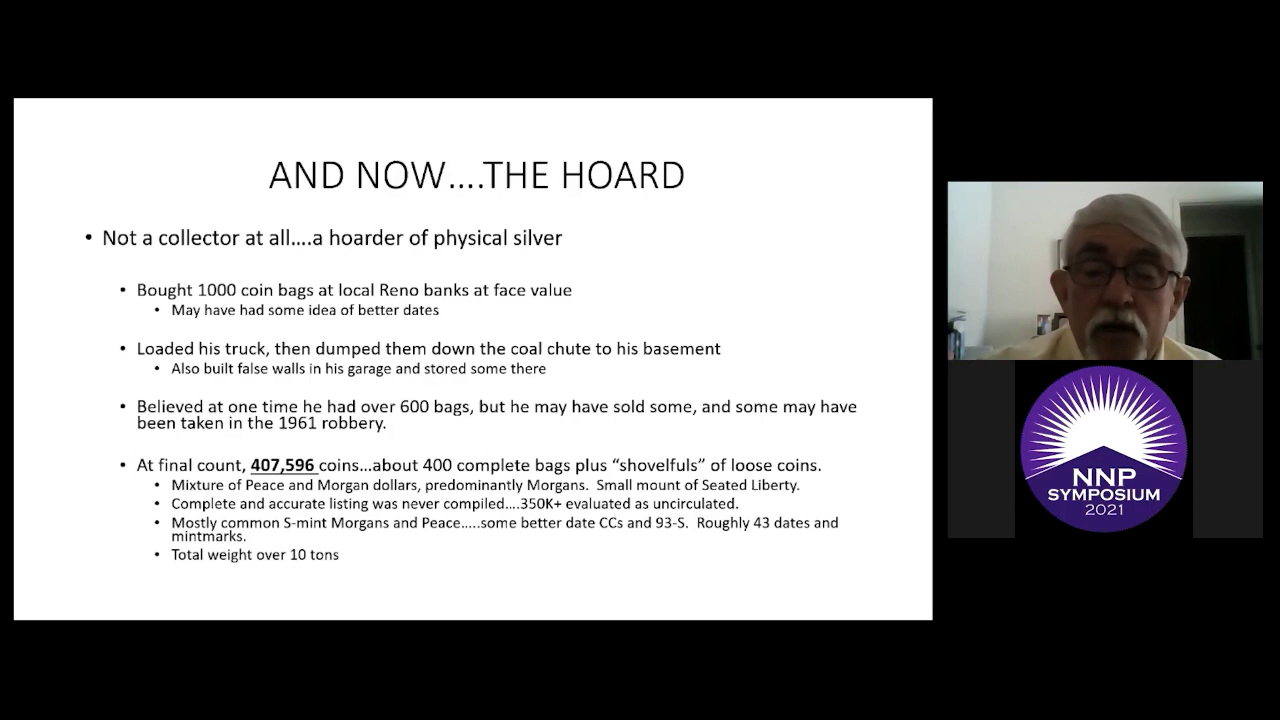 AND NOW....THE HOARD
• Not a collector at all....a hoarder of physical silver
• Bought 1000 coin bags at local Reno banks at face value
• May have had some idea of better dates
• Loaded his truck, then dumped them down the coal chute to his basement
• Also built false walls in his garage and stored some there
• Believed at one time he had over 600 bags, but he may have sold some, and some may have
been taken in the 1961 robbery.
• At final count, 407,596 coins...about 400 complete bags plus “shovelfuls” of loose coins.
• Mixture of Peace and Morgan dollars, predominantly Morgans.  Small mount of Seated Liberty.
• Complete and accurate listing was never compiled....350K+ evaluated as uncirculated.
• Mostly common S-mint Morgans and Peace.....some better date CCs and 93-S.  Roughly 43 dates and
mintmarks.
• Total weight over 10 tons
NNP
SYMPOSIUM
2021